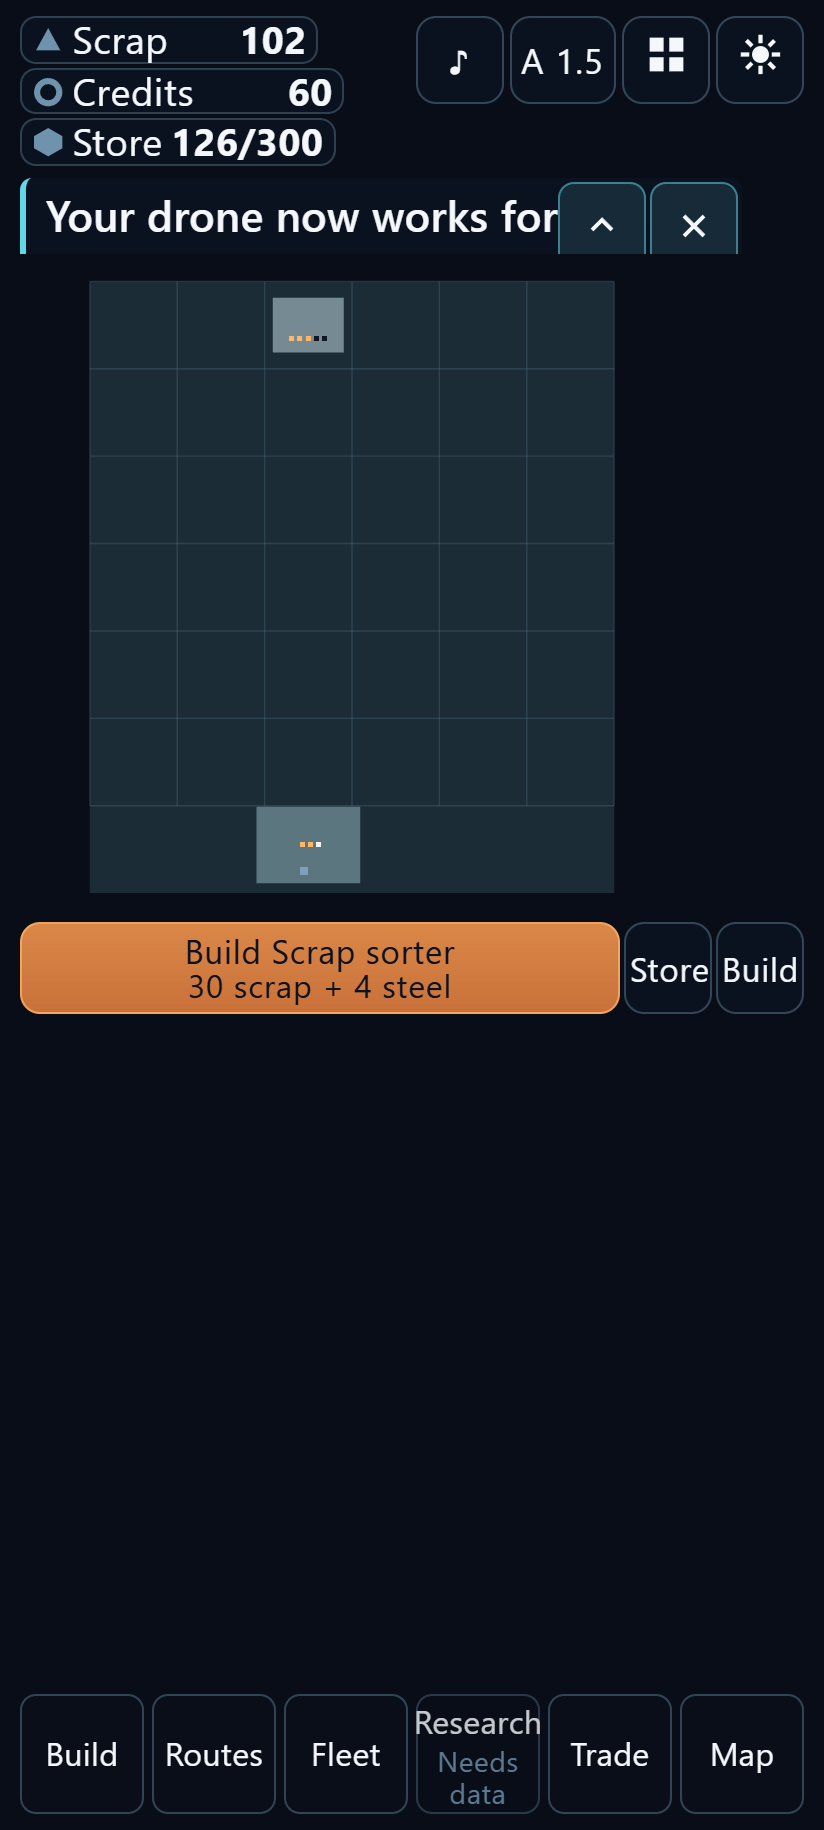 Scrap 102
Credits 60
Store 126/300
A 1.5
Your drone now works for
Build Scrap sorter
30 scrap + 4 steel
Store
Build
Build
Routes
Fleet
Research
Needs
data
Trade
Map